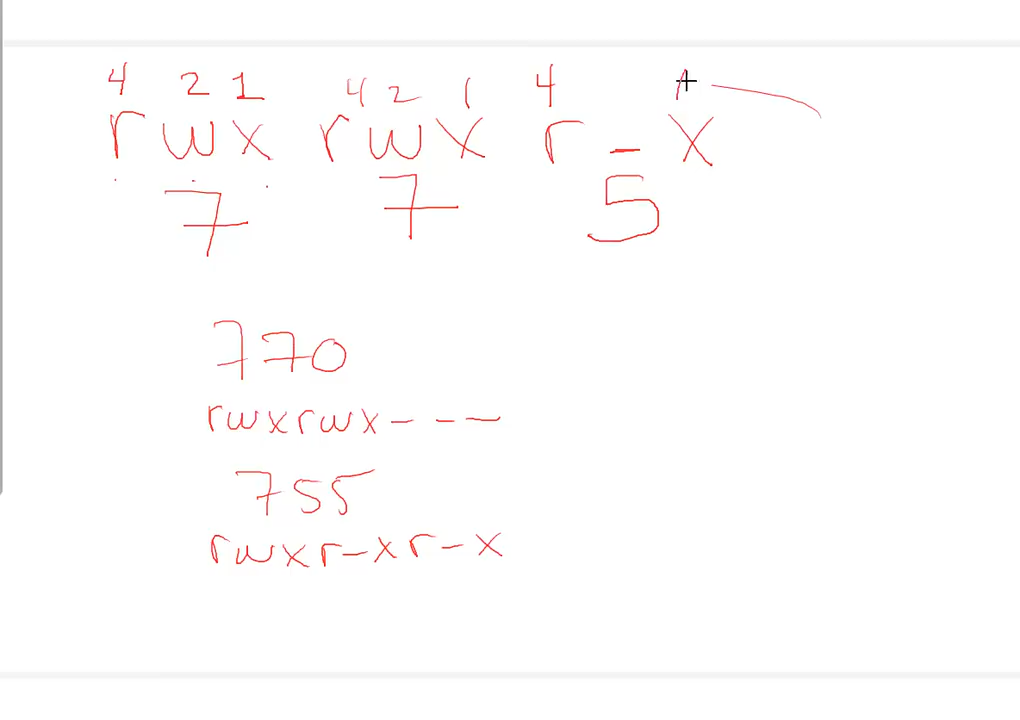 4 2 1 4 2 1 4 1
rwx rwx r-x
7 7 5
770
rwxrwx---
755
rwxr-xr-x